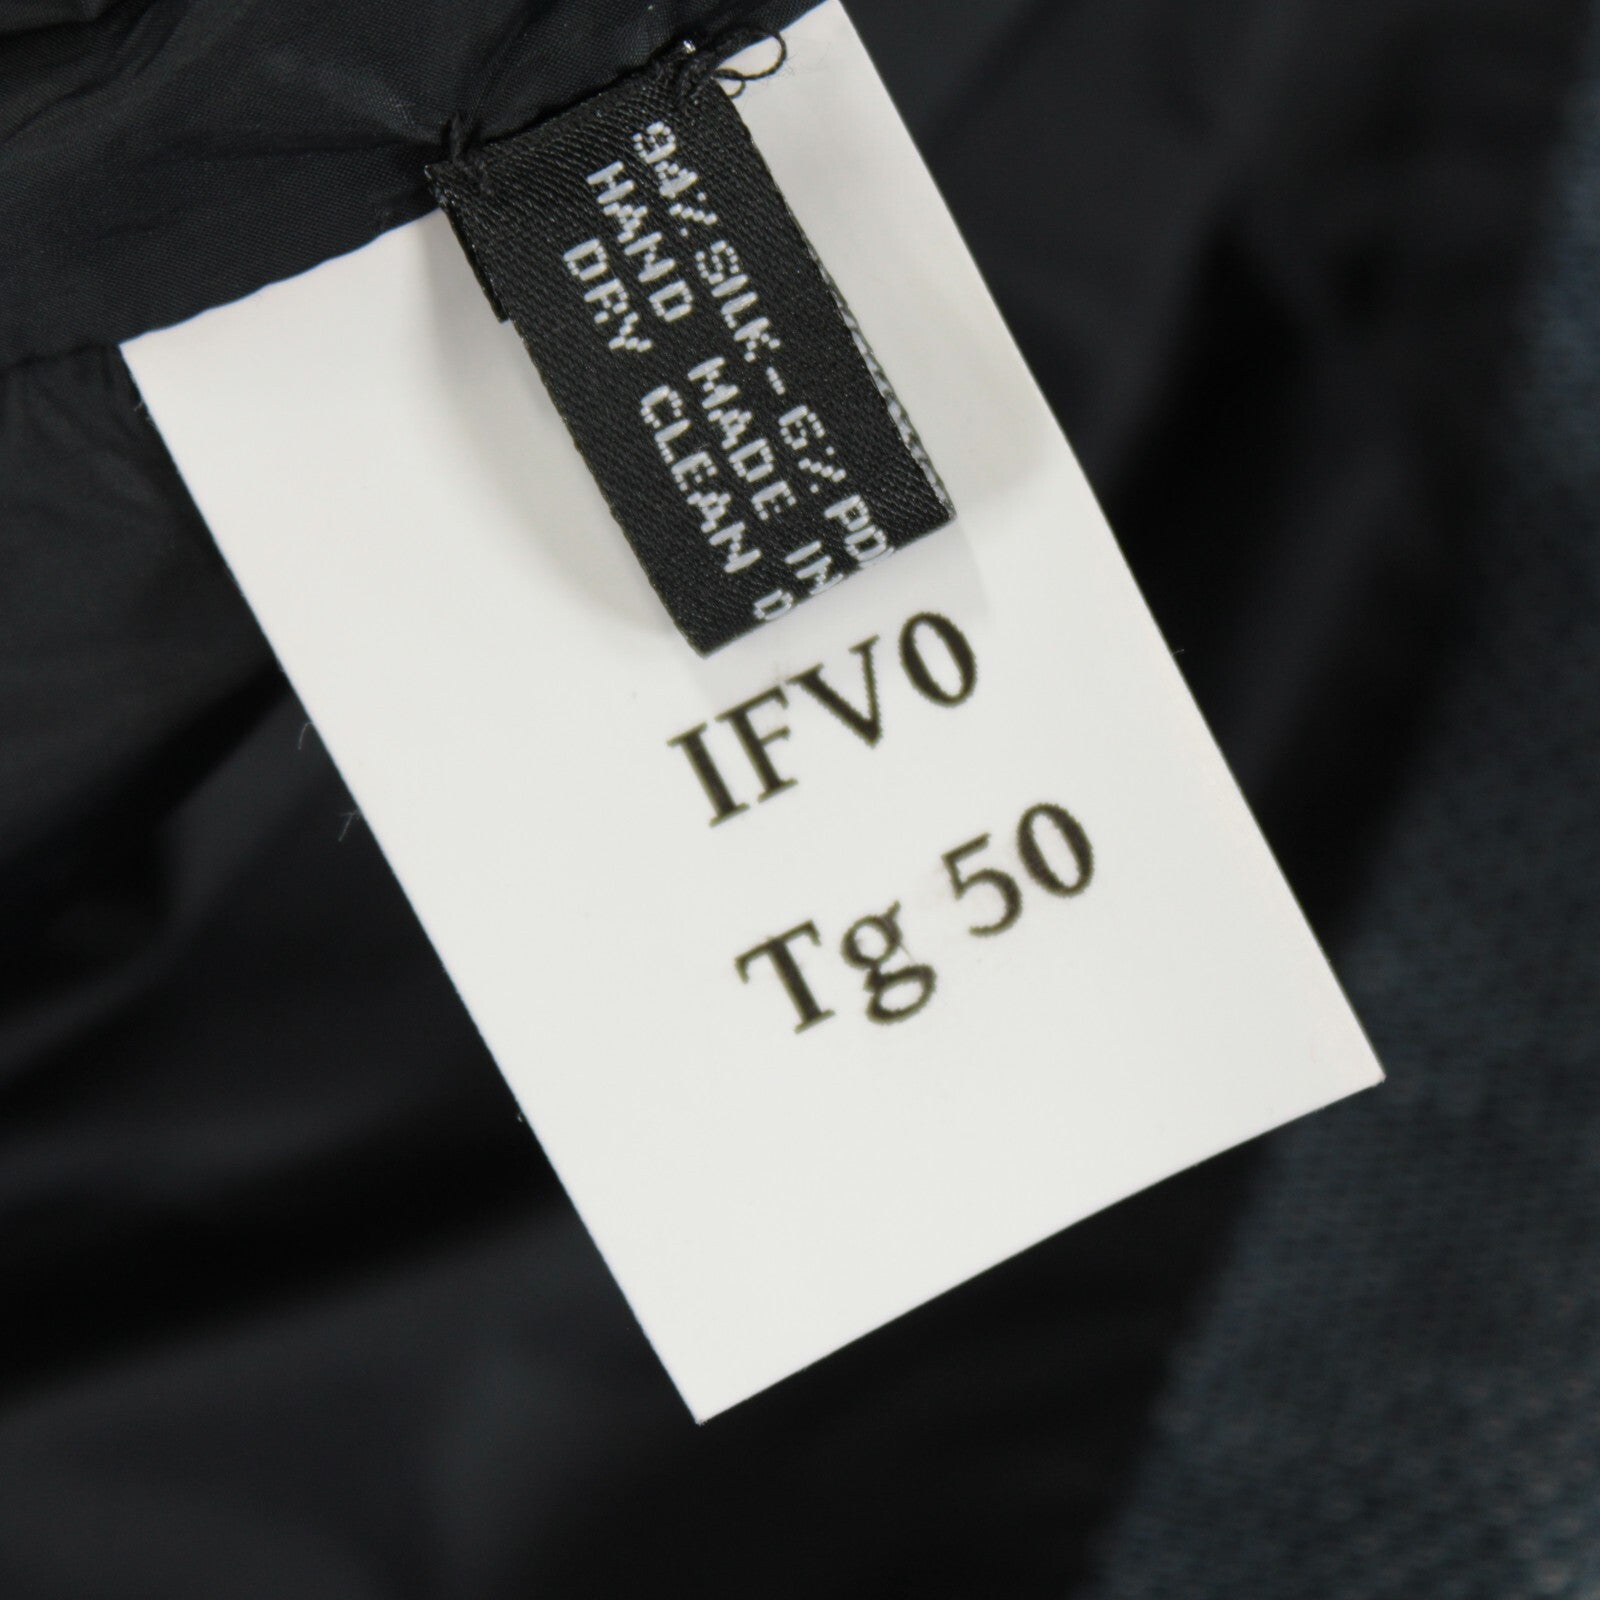 94% SILK-6% PO
HAND MADE IN
DRY CLEAN O
IFV0
Tg 50